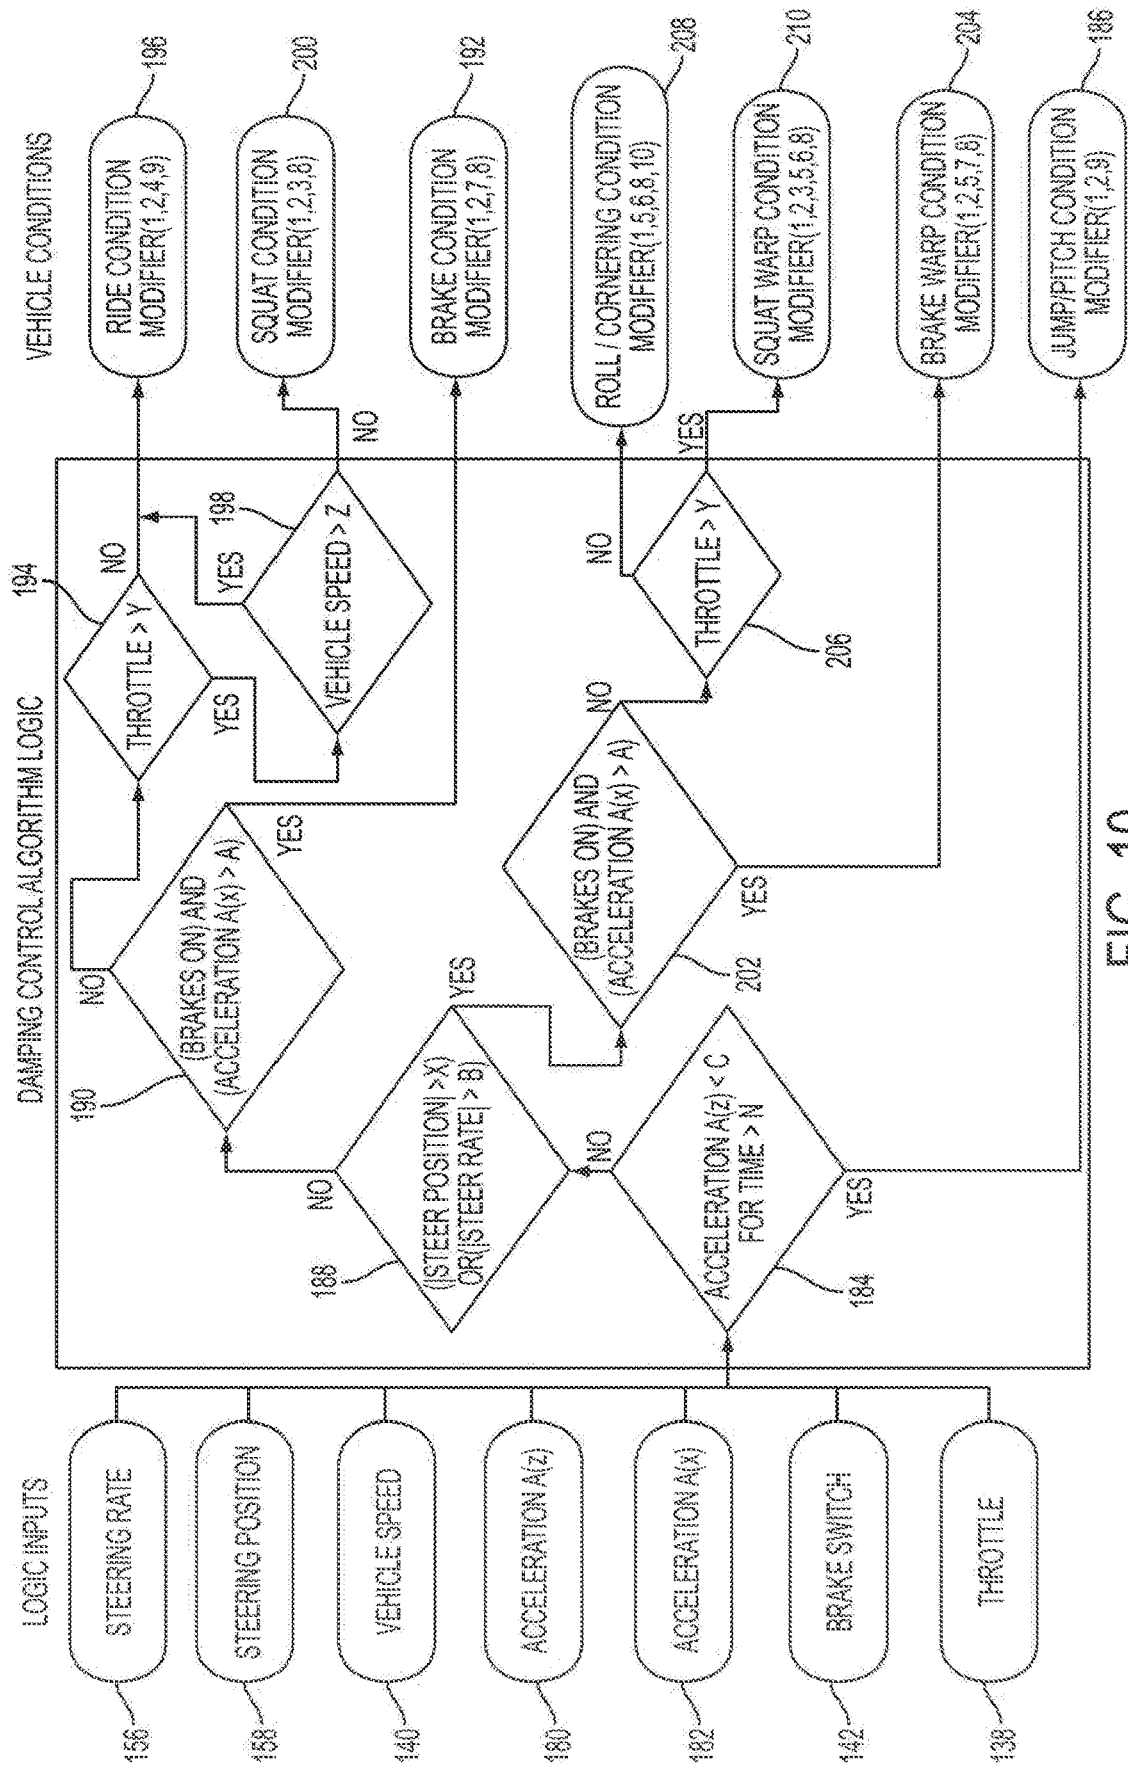 LOGIC INPUTS
156
STEERING RATE
158
STEERING POSITION
140
VEHICLE SPEED
180
ACCELERATION A(z)
182
ACCELERATION A(x)
142
BRAKE SWITCH
138
THROTTLE
DAMPING CONTROL ALGORITHM LOGIC
184
ACCELERATION A(z) < C
FOR TIME > N
YES
NO
188
(|STEER POSITION| >X)
OR(|STEER RATE| > B)
NO
YES
190
(BRAKES ON) AND
(ACCELERATION A(x) > A)
NO
YES
194
THROTTLE > Y
NO
YES
198
VEHICLE SPEED > Z
YES
NO
202
(BRAKES ON) AND
(ACCELERATION A(x) > A)
YES
NO
206
THROTTLE > Y
NO
YES
VEHICLE CONDITIONS
RIDE CONDITION
MODIFIER(1,2,4,9)
196
SQUAT CONDITION
MODIFIER(1,2,3,8)
200
BRAKE CONDITION
MODIFIER(1,2,7,8)
192
ROLL / CORNERING CONDITION
MODIFIER(1,5,6,8,10)
208
SQUAT WARP CONDITION
MODIFIER(1,2,3,5,6,8)
210
BRAKE WARP CONDITION
MODIFIER(1,2,5,7,8)
204
JUMP/PITCH CONDITION
MODIFIER(1,2,9)
186